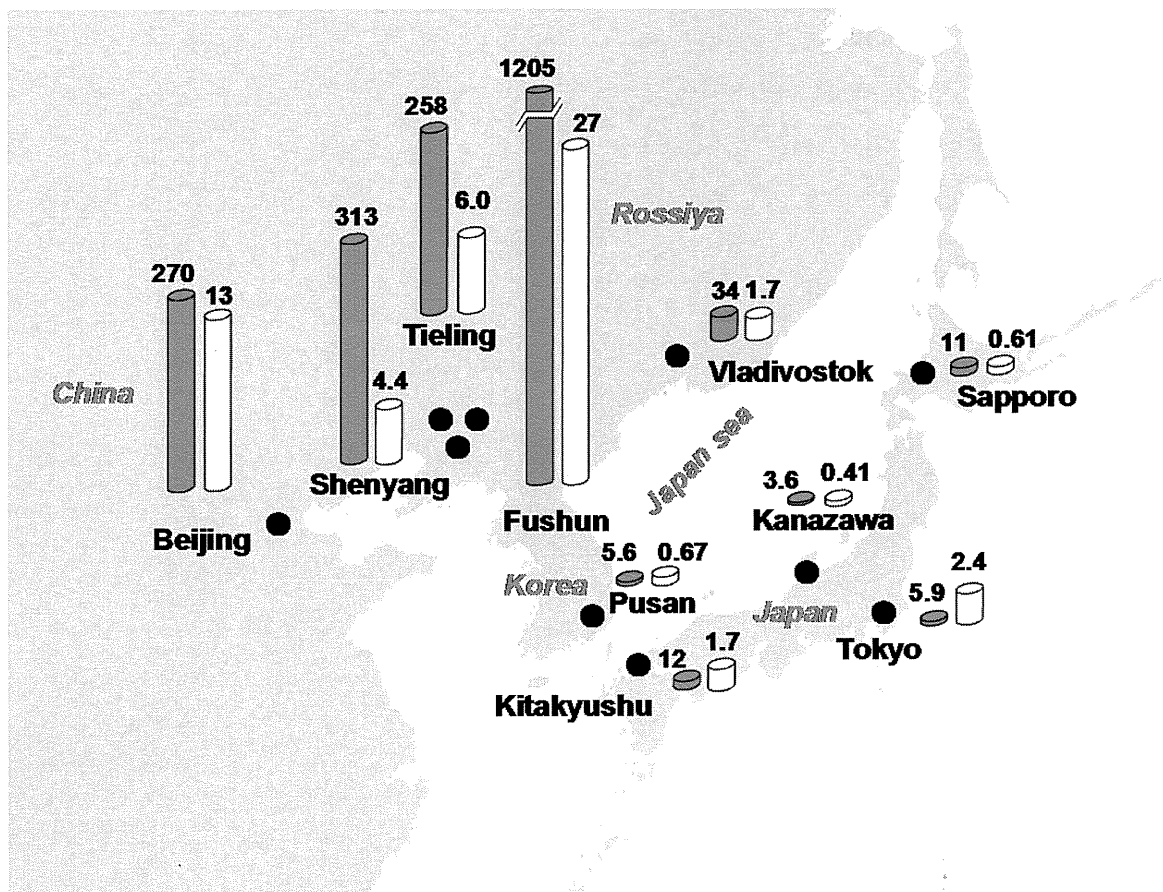 1205
27
258
6.0
Rossiya
313
270
13
Tieling
34
1.7
Vladivostok
11
0.61
Sapporo
China
4.4
Shenyang
Japan sea
3.6
0.41
Kanazawa
Fushun
Beijing
5.6
0.67
Korea
Pusan
2.4
5.9
Japan
Tokyo
1.7
12
Kitakyushu